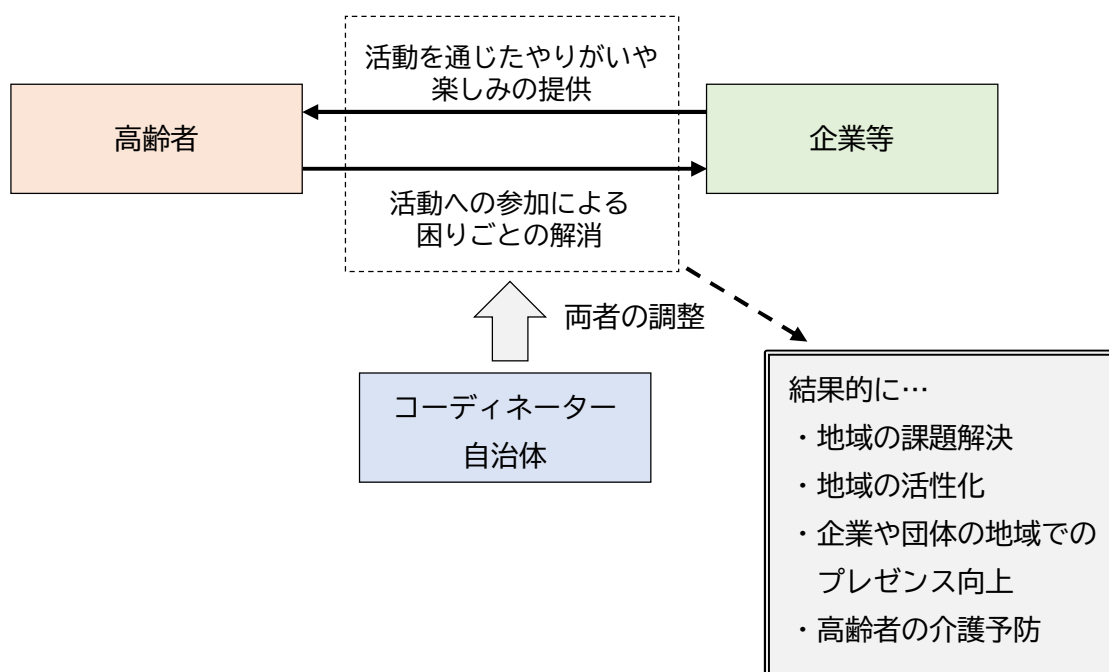 活動を通じたやりがいや
楽しみの提供
高齢者
企業等
活動への参加による
困りごとの解消
両者の調整
コーディネーター
自治体
結果的に…
・地域の課題解決
・地域の活性化
・企業や団体の地域での
プレゼンス向上
・高齢者の介護予防